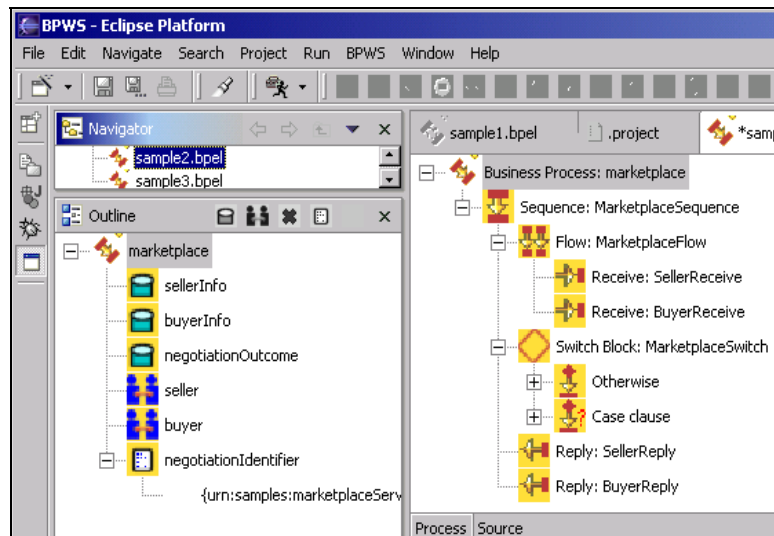 BPWS - Eclipse Platform
File Edit Navigate Search Project Run BPWS Window Help
Navigator
sample2.bpel
sample3.bpel
Outline
marketplace
sellerInfo
buyerInfo
negotiationOutcome
seller
buyer
negotiationIdentifier
{urn:samples:marketplaceServ
sample1.bpel .project *samp
Business Process: marketplace
Sequence: MarketplaceSequence
Flow: MarketplaceFlow
Receive: SellerReceive
Receive: BuyerReceive
Switch Block: MarketplaceSwitch
Otherwise
Case clause
Reply: SellerReply
Reply: BuyerReply
Process Source